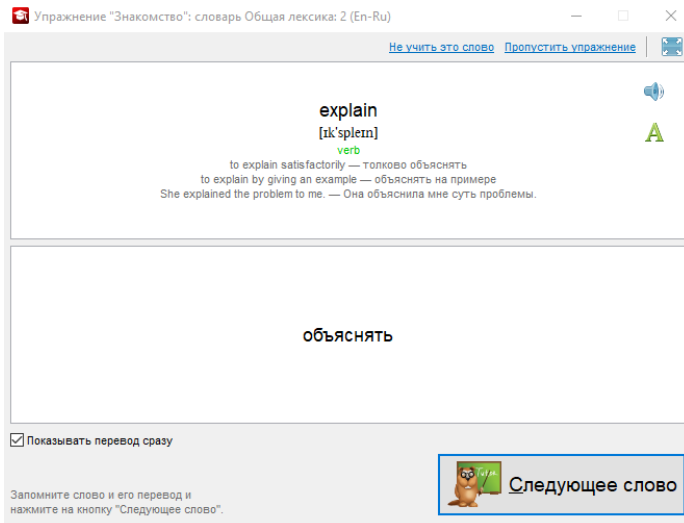 Упражнение "Знакомство": словарь Общая лексика: 2 (En-Ru)
Не учить это слово Пропустить упражнение
explain
[ɪk'spleɪn]
verb
to explain satisfactorily — толково объяснять
to explain by giving an example — объяснять на примере
She explained the problem to me. — Она объяснила мне суть проблемы.
A
объяснять
Показывать перевод сразу
Запомните слово и его перевод и
нажмите на кнопку "Следующее слово".
Следующее слово